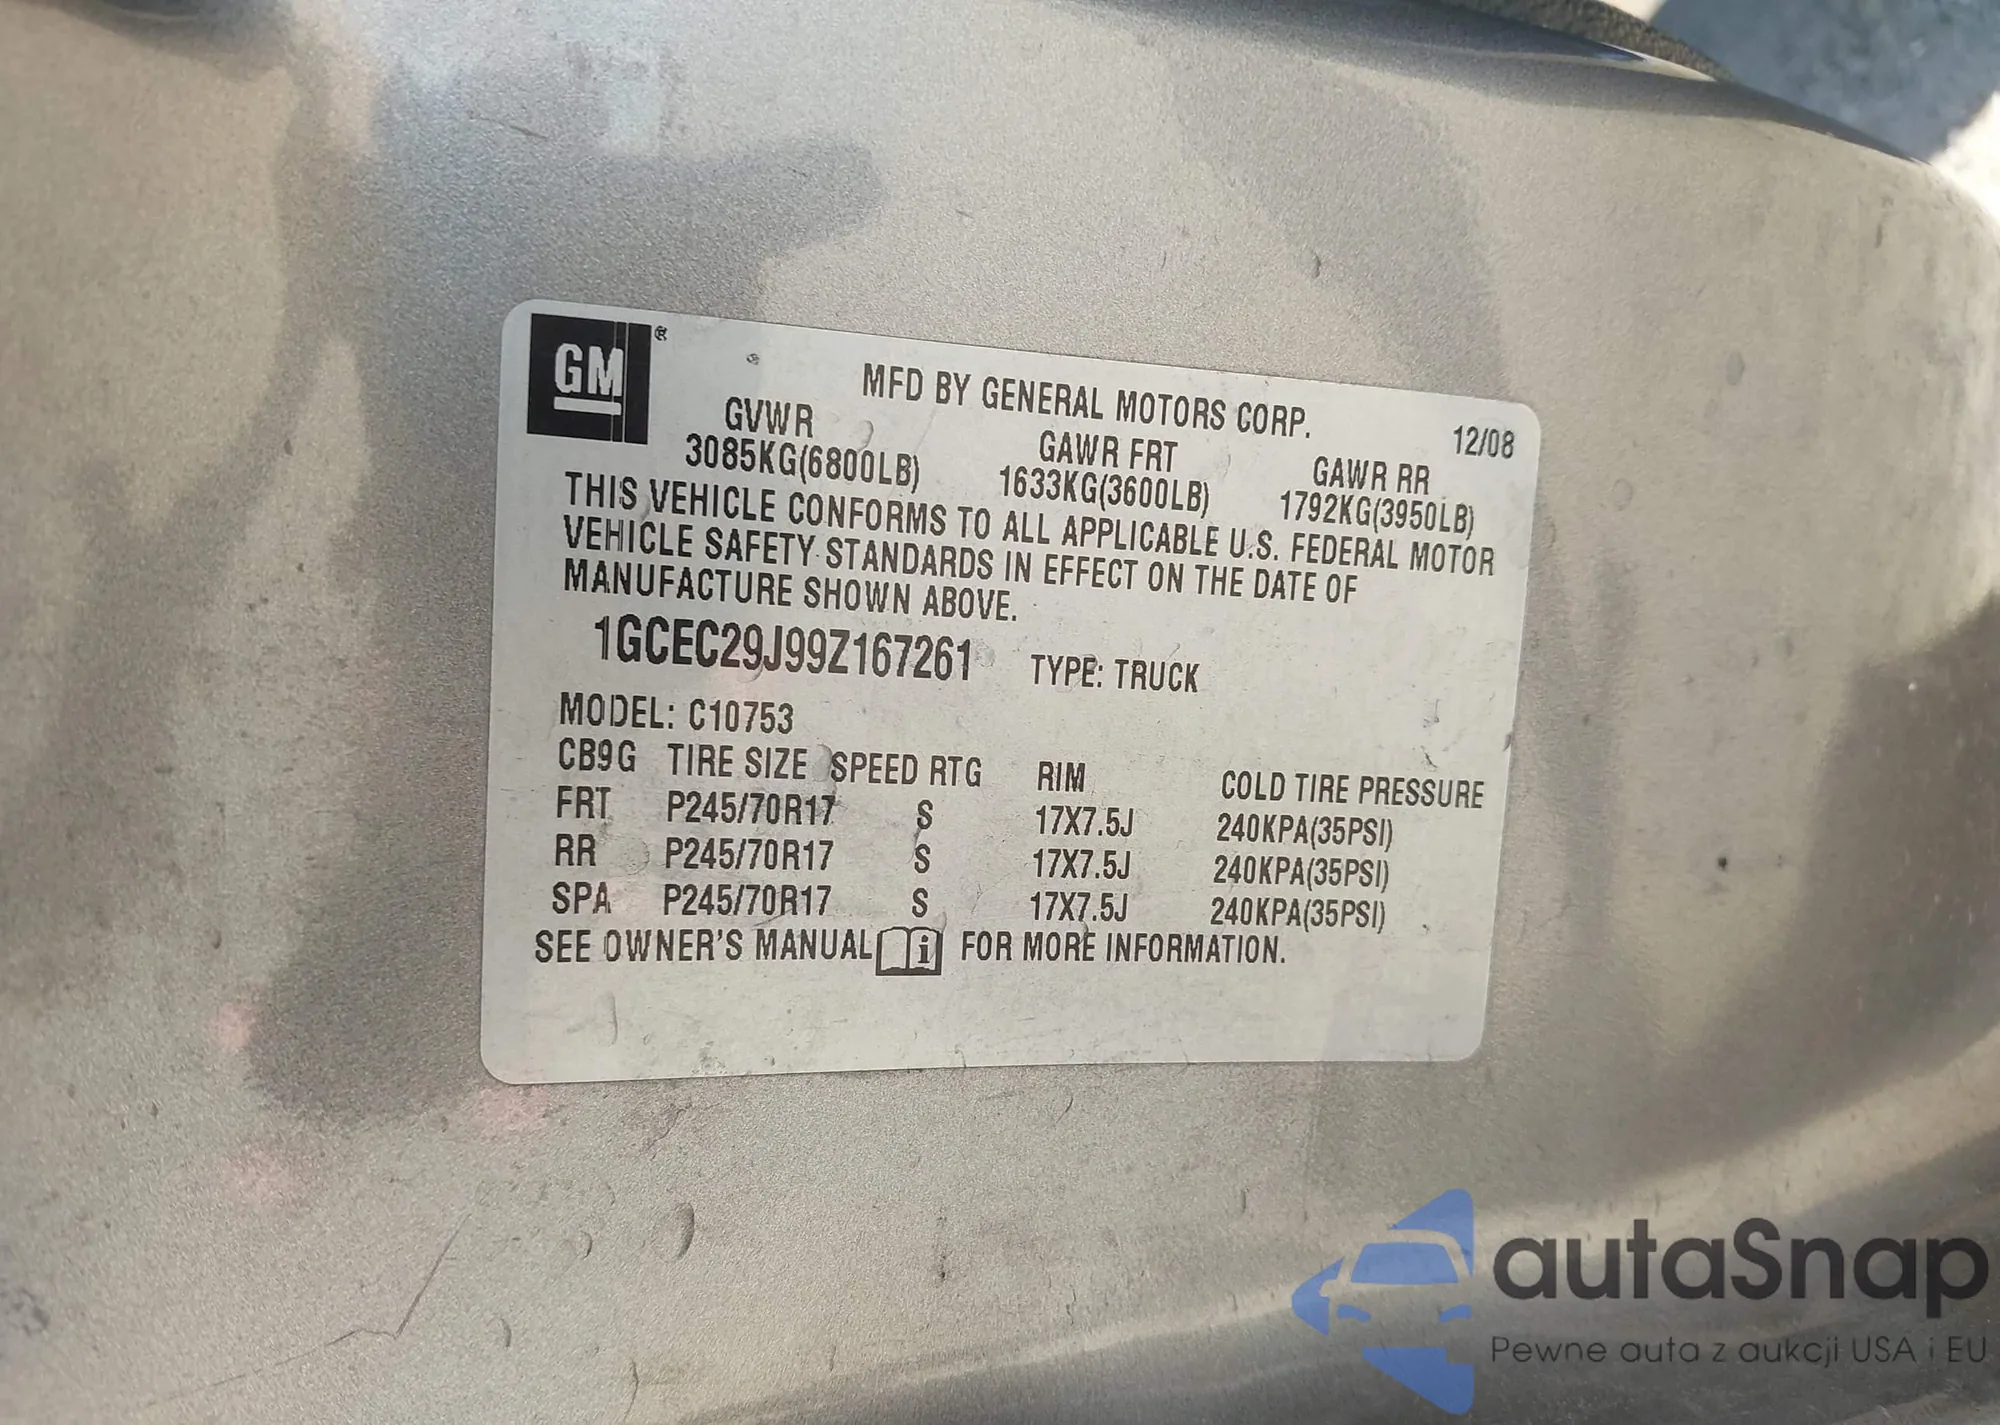 GM ®
MFD BY GENERAL MOTORS CORP.
12/08
GVWR GAWR FRT GAWR RR
3085KG(6800LB) 1633KG(3600LB) 1792KG(3950LB)
THIS VEHICLE CONFORMS TO ALL APPLICABLE U.S. FEDERAL MOTOR
VEHICLE SAFETY STANDARDS IN EFFECT ON THE DATE OF
MANUFACTURE SHOWN ABOVE.
1GCEC29J99Z167261 TYPE: TRUCK
MODEL: C10753
CB9G TIRE SIZE SPEED RTG RIM COLD TIRE PRESSURE
FRT P245/70R17 S 17X7.5J 240KPA(35PSI)
RR P245/70R17 S 17X7.5J 240KPA(35PSI)
SPA P245/70R17 S 17X7.5J 240KPA(35PSI)
SEE OWNER'S MANUAL i FOR MORE INFORMATION.
autaSnap
Pewne auta z aukcji USA i EU